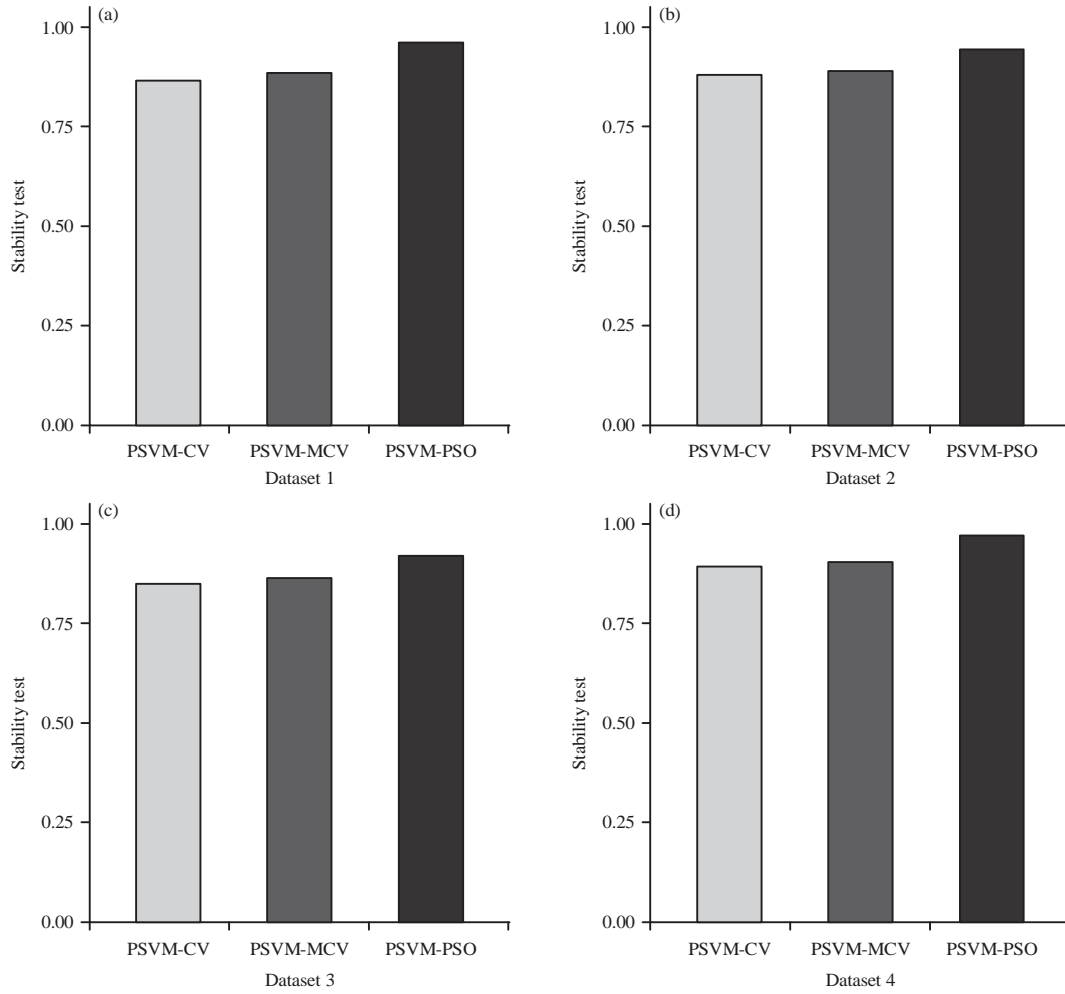 (a)
1.00
0.75
0.50
0.25
0.00
Stability test
PSVM-CV PSVM-MCV PSVM-PSO
Dataset 1
(b)
1.00
0.75
0.50
0.25
0.00
Stability test
PSVM-CV PSVM-MCV PSVM-PSO
Dataset 2
(c)
1.00
0.75
0.50
0.25
0.00
Stability test
PSVM-CV PSVM-MCV PSVM-PSO
Dataset 3
(d)
1.00
0.75
0.50
0.25
0.00
Stability test
PSVM-CV PSVM-MCV PSVM-PSO
Dataset 4